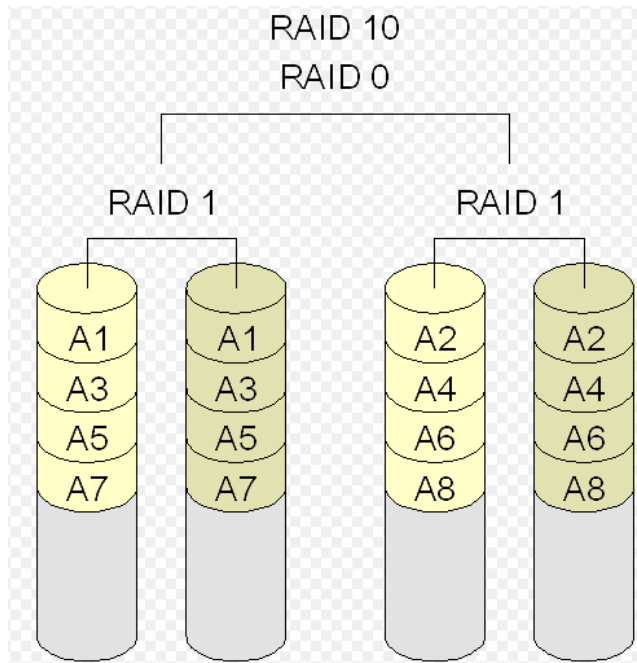 RAID 10
RAID 0
RAID 1 RAID 1
A1 A1 A2 A2
A3 A3 A4 A4
A5 A5 A6 A6
A7 A7 A8 A8